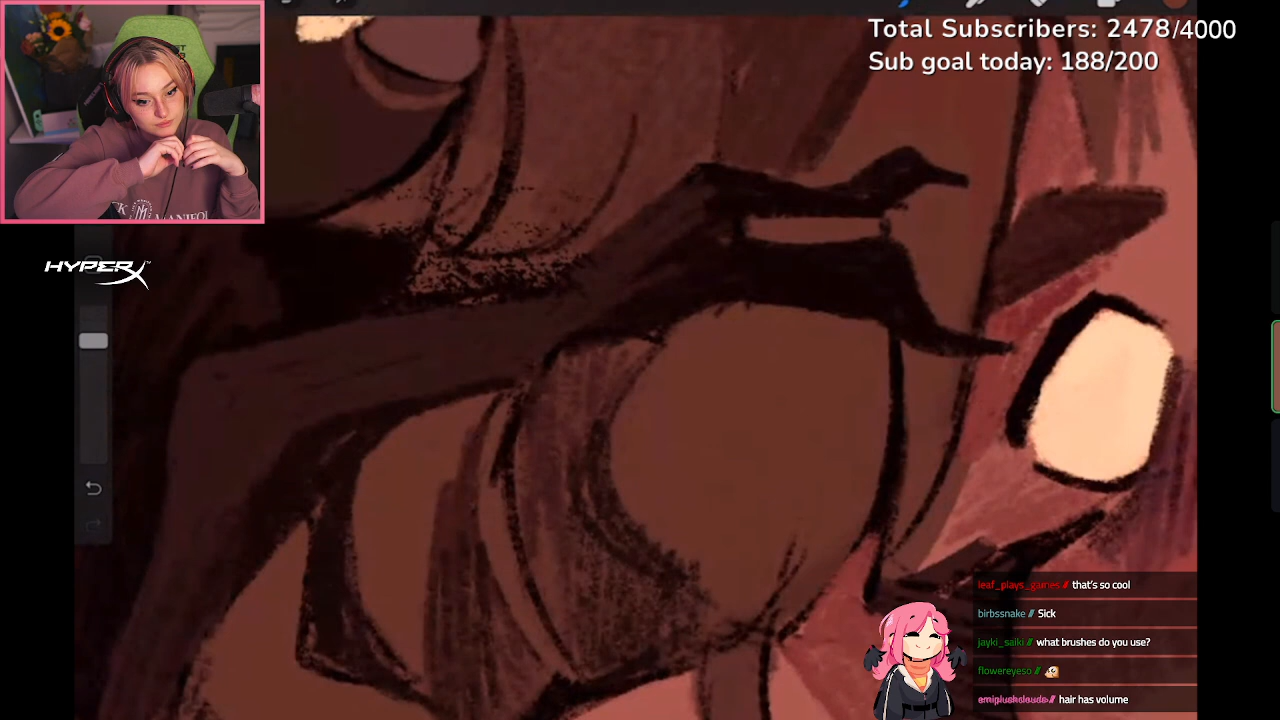 Total Subscribers: 2478/4000
Sub goal today: 188/200
HYPERX
leaf_plays_games // that's so cool
birbssnake // Sick
jayki_saiki // what brushes do you use?
flowereyeso //
emiplushclouds // hair has volume